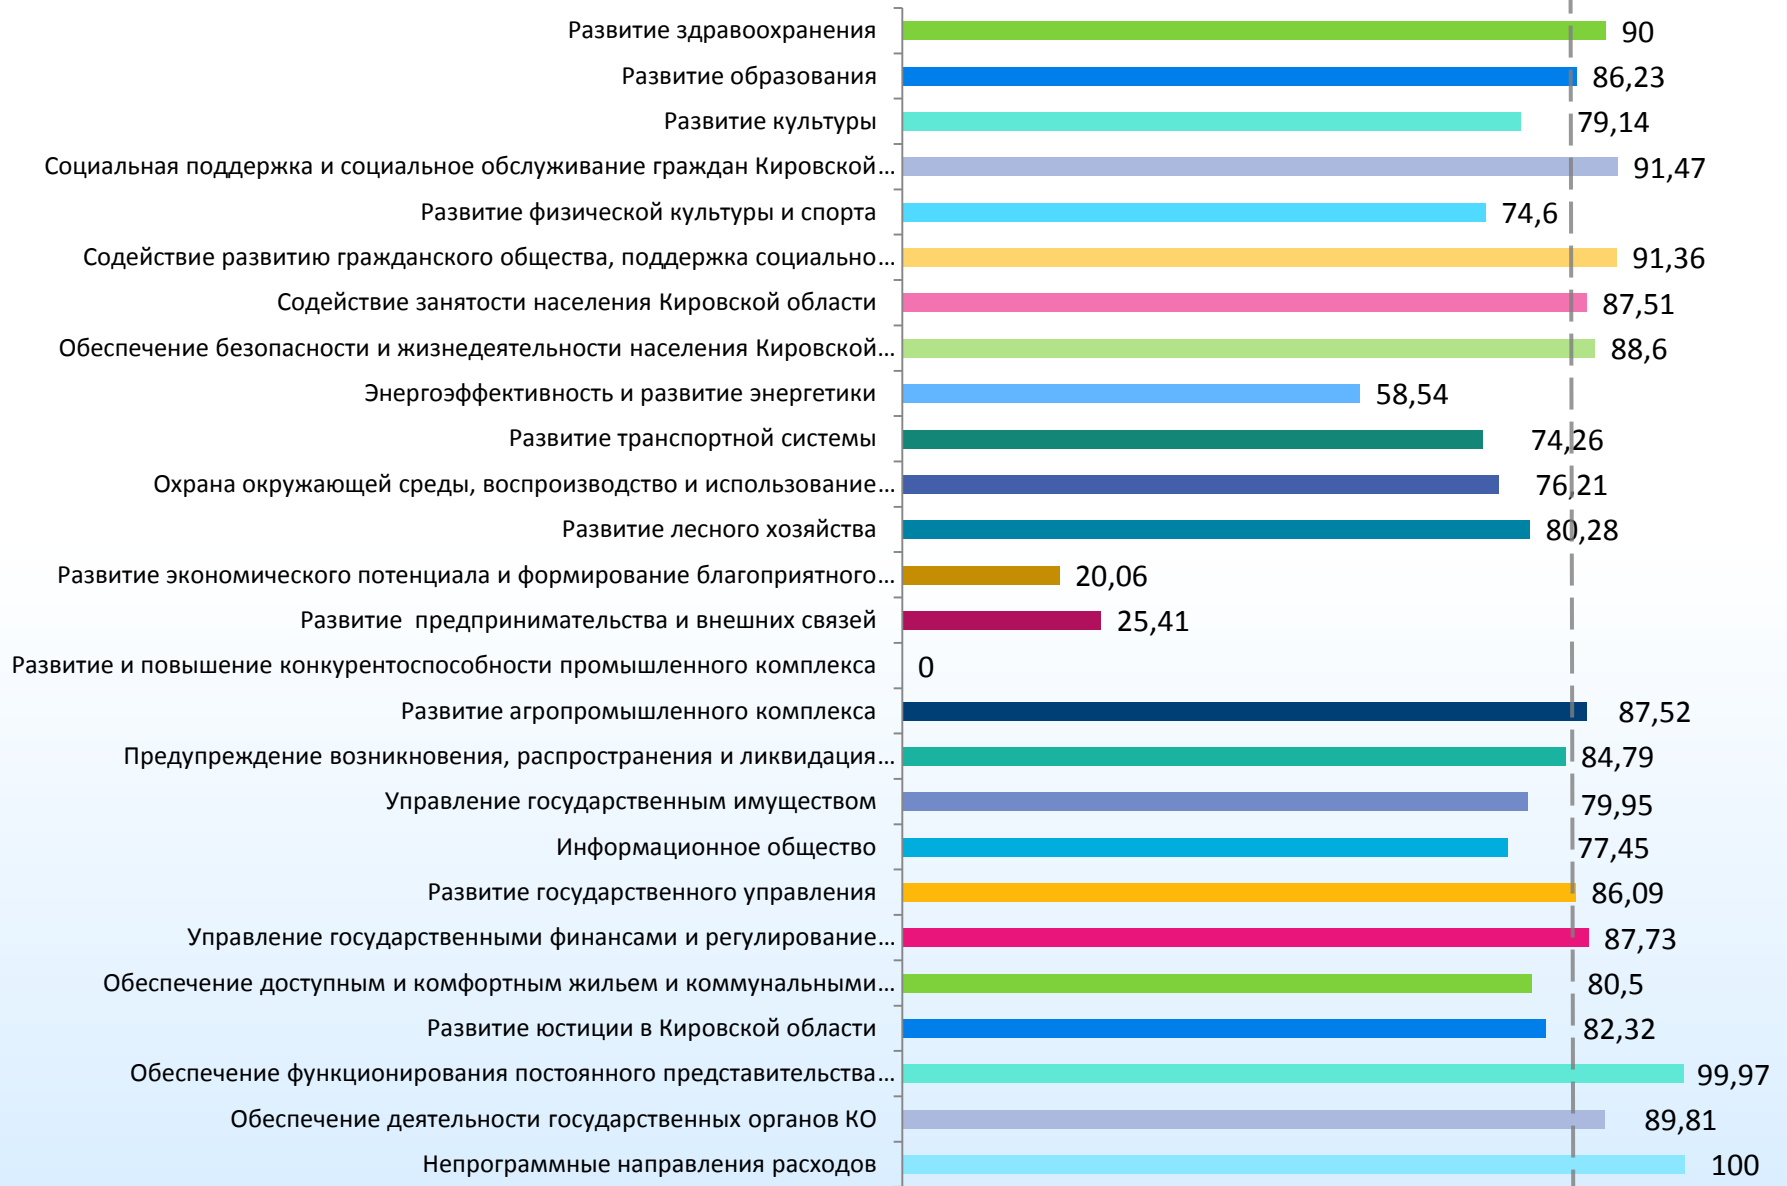 Развитие здравоохранения 90
Развитие образования 86,23
Развитие культуры 79,14
Социальная поддержка и социальное обслуживание граждан Кировской... 91,47
Развитие физической культуры и спорта 74,6
Содействие развитию гражданского общества, поддержка социально... 91,36
Содействие занятости населения Кировской области 87,51
Обеспечение безопасности и жизнедеятельности населения Кировской... 88,6
Энергоэффективность и развитие энергетики 58,54
Развитие транспортной системы 74,26
Охрана окружающей среды, воспроизводство и использование... 76,21
Развитие лесного хозяйства 80,28
Развитие экономического потенциала и формирование благоприятного... 20,06
Развитие предпринимательства и внешних связей 25,41
Развитие и повышение конкурентоспособности промышленного комплекса 0
Развитие агропромышленного комплекса 87,52
Предупреждение возникновения, распространения и ликвидация... 84,79
Управление государственным имуществом 79,95
Информационное общество 77,45
Развитие государственного управления 86,09
Управление государственными финансами и регулирование... 87,73
Обеспечение доступным и комфортным жильем и коммунальными... 80,5
Развитие юстиции в Кировской области 82,32
Обеспечение функционирования постоянного представительства... 99,97
Обеспечение деятельности государственных органов КО 89,81
Непрограммные направления расходов 100